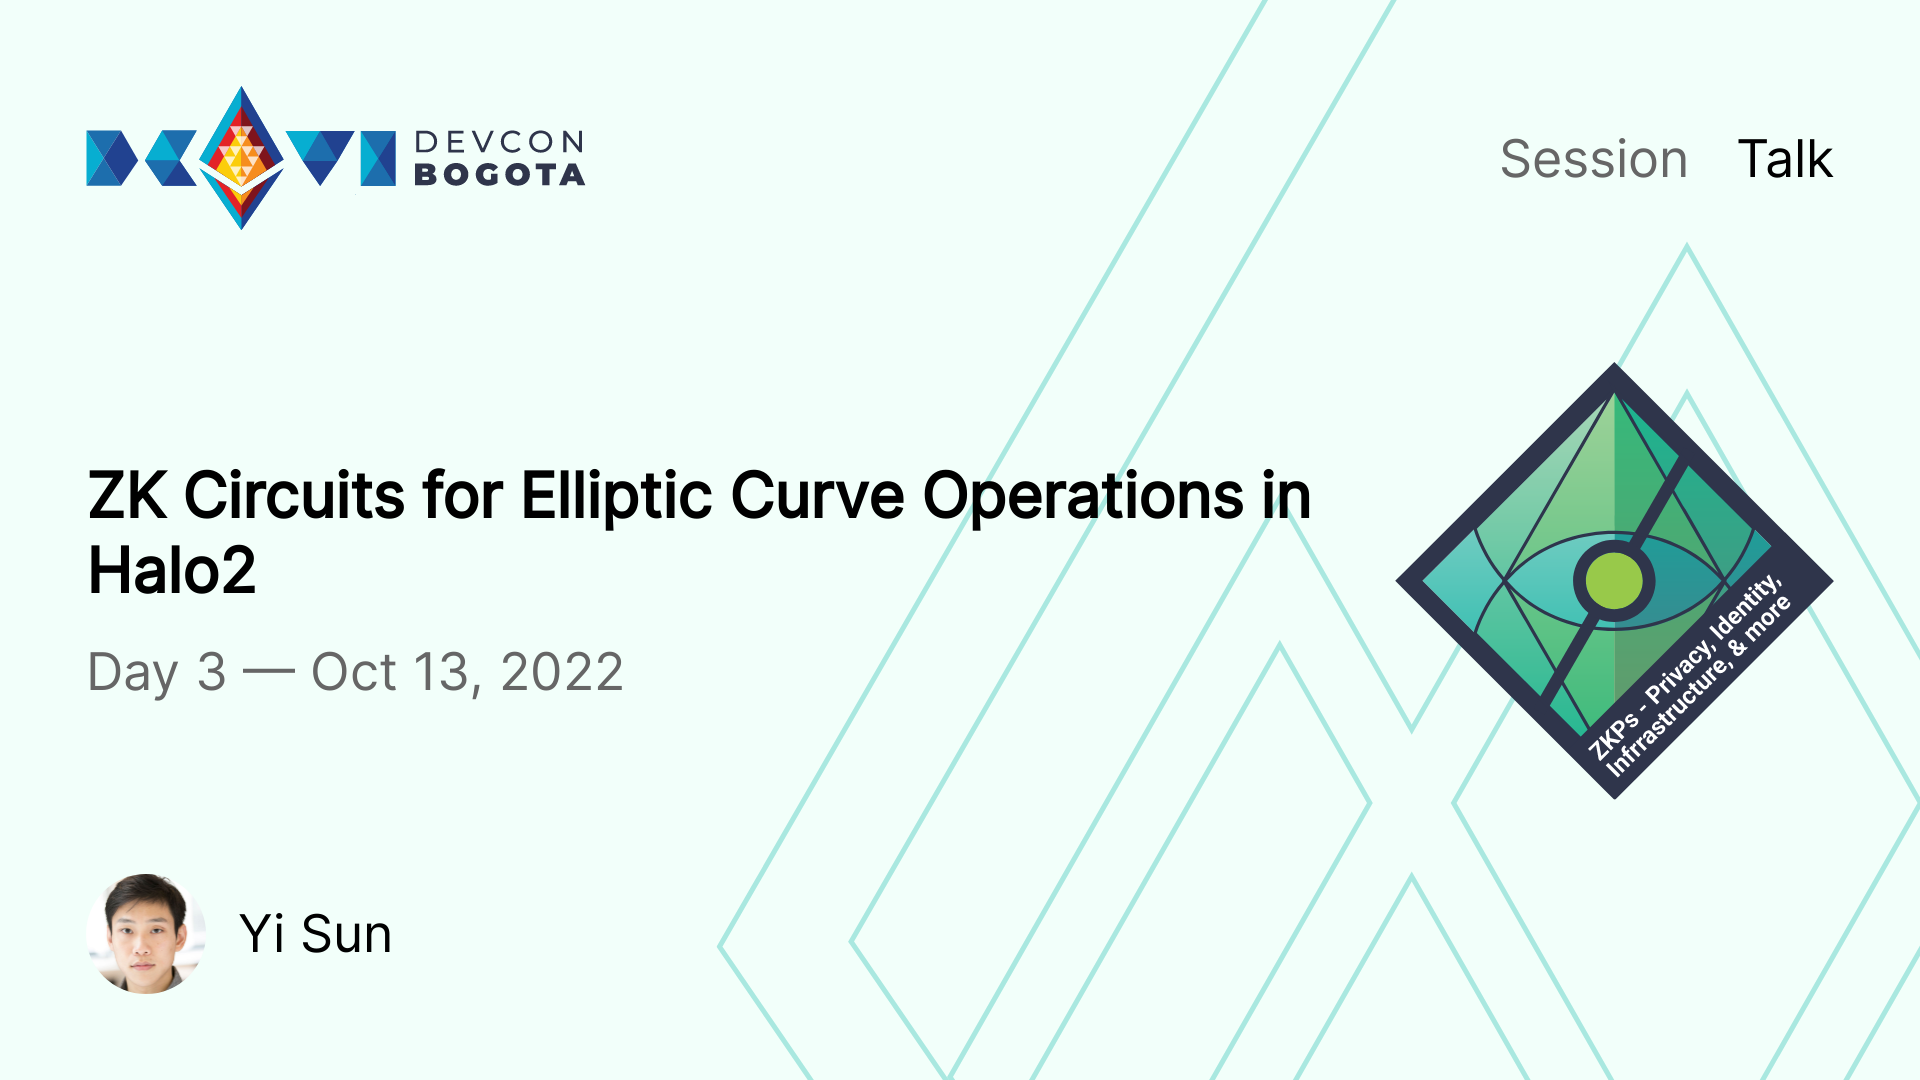 DEVCON
BOGOTA
Session Talk
ZK Circuits for Elliptic Curve Operations in
Halo2
Day 3 — Oct 13, 2022
ZKPs - Privacy, Identity,
Infrrastructure, & more
Yi Sun